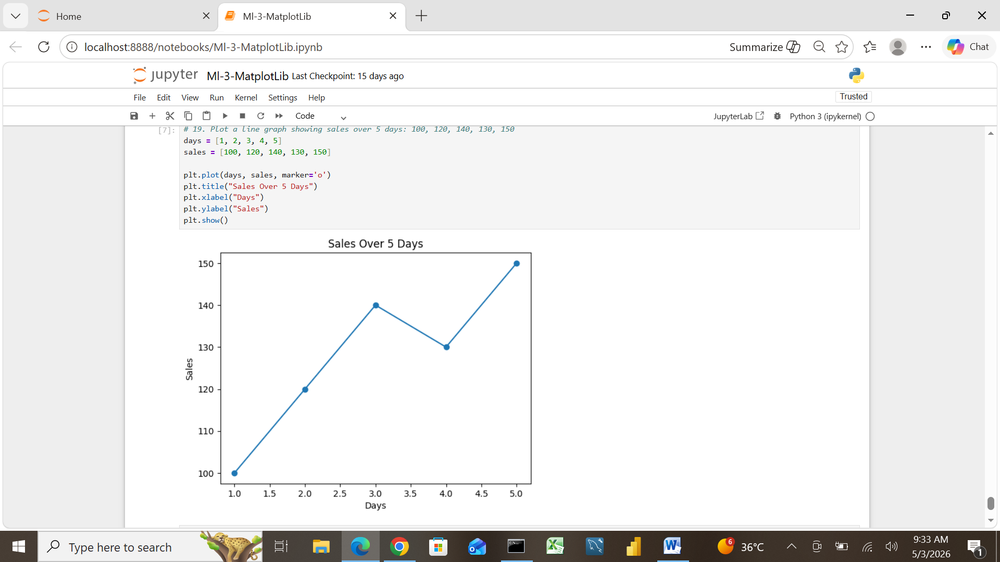 Home
Ml-3-MatplotLib
localhost:8888/notebooks/Ml-3-MatplotLib.ipynb
Summarize
Chat
jupyter Ml-3-MatplotLib Last Checkpoint: 15 days ago
File Edit View Run Kernel Settings Help
Trusted
Code
JupyterLab
Python 3 (ipykernel)
[7]:
# 19. Plot a line graph showing sales over 5 days: 100, 120, 140, 130, 150
days = [1, 2, 3, 4, 5]
sales = [100, 120, 140, 130, 150]
plt.plot(days, sales, marker='o')
plt.title("Sales Over 5 Days")
plt.xlabel("Days")
plt.ylabel("Sales")
plt.show()
Sales Over 5 Days
150
140
130
120
110
100
Sales
1.0 1.5 2.0 2.5 3.0 3.5 4.0 4.5 5.0
Days
Type here to search
6
36°C
9:33 AM
5/3/2026
1